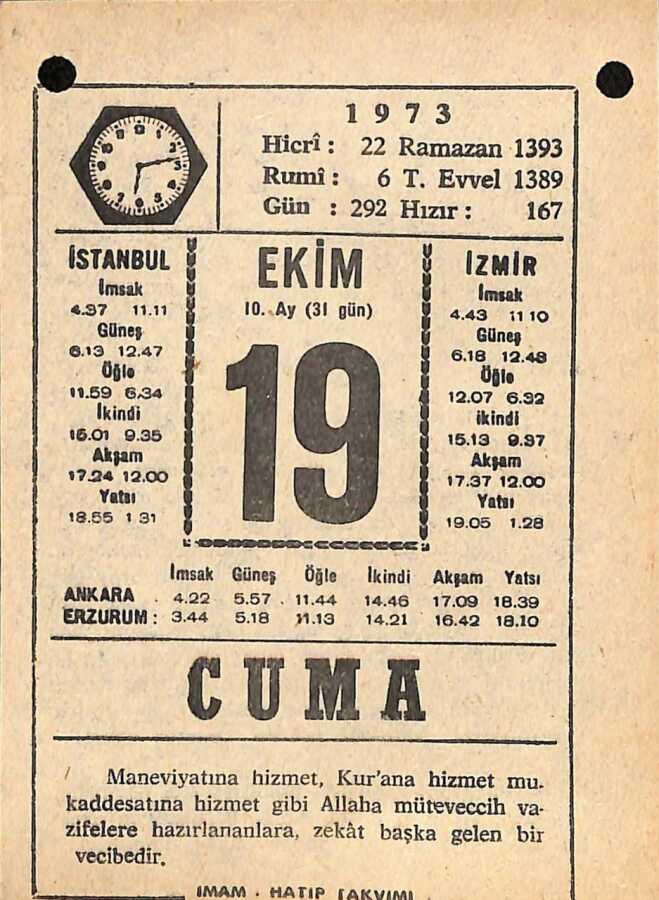 1973
Hicrî : 22 Ramazan 1393
Rumî : 6 T. Evvel 1389
Gün : 292 Hızır : 167
İSTANBUL
İmsak
4.37 11.11
Güneş
6.13 12.47
Öğle
11.59 6.34
İkindi
15.01 9.35
Akşam
17.24 12.00
Yatsı
18.55 1 31
EKİM
10. Ay (31 gün)
19
İZMİR
İmsak
4.43 11 10
Güneş
6.18 12.48
Öğle
12.07 6.32
ikindi
15.13 9.37
Akşam
17.37 12.00
Yatsı
19.05 1.28
İmsak Güneş Öğle İkindi Akşam Yatsı
ANKARA : 4.22 5.57 11.44 14.46 17.09 18.39
ERZURUM : 3.44 5.18 11.13 14.21 16.42 18.10
CUMA
Maneviyatına hizmet, Kur'ana hizmet mu-
kaddesatına hizmet gibi Allaha müteveccih va-
zifelere hazırlananlara, zekât başka gelen bir
vecibedir.
İMAM - HATİP TAKVİMİ